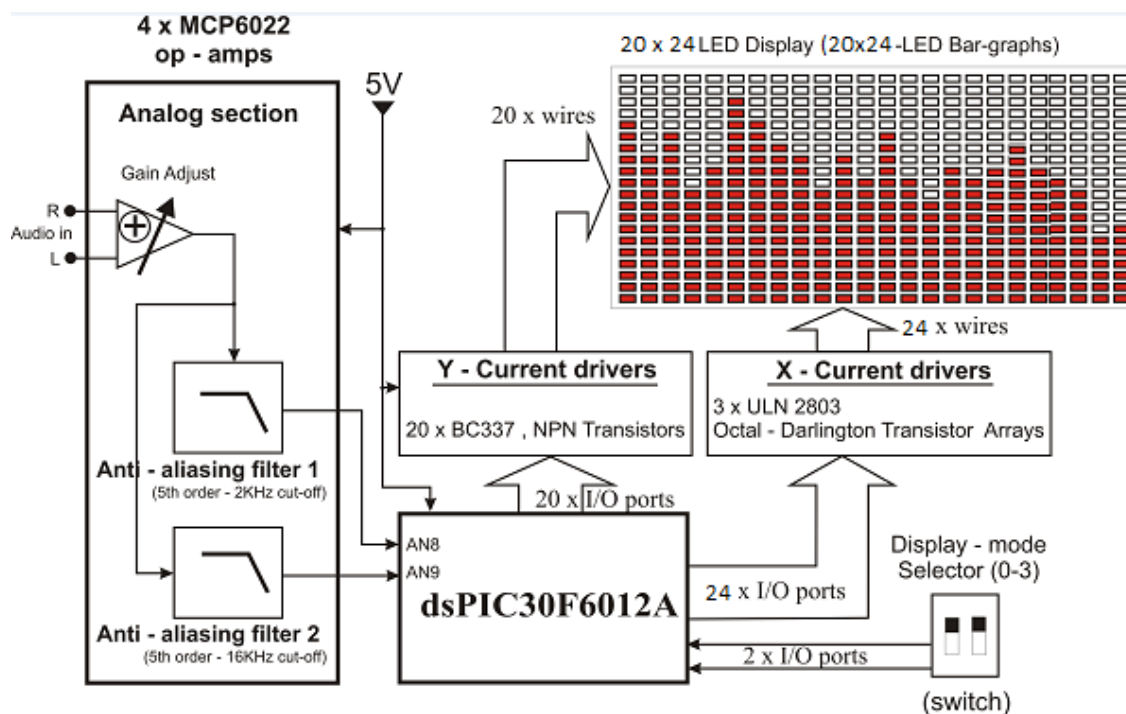 4 x MCP6022
op - amps
Analog section
Gain Adjust
R
Audio in
L
Anti - aliasing filter 1
(5th order - 2KHz cut-off)
Anti - aliasing filter 2
(5th order - 16KHz cut-off)
5V
20 x 24 LED Display (20x24 -LED Bar-graphs)
20 x wires
24 x wires
Y - Current drivers
20 x BC337 , NPN Transistors
X - Current drivers
3 x ULN 2803
Octal - Darlington Transistor Arrays
20 x I/O ports
AN8
AN9
dsPIC30F6012A
24 x I/O ports
2 x I/O ports
Display - mode
Selector (0-3)
(switch)